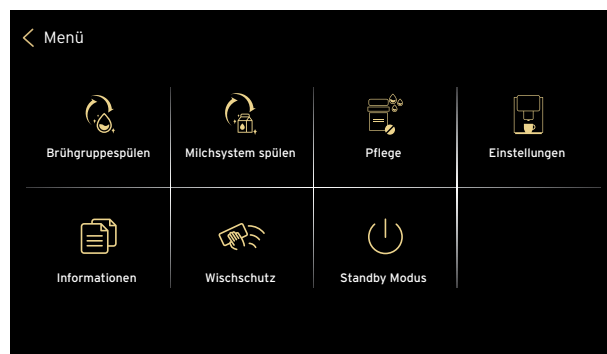 Menü
Brühgruppespülen
Milchsystem spülen
Pflege
Einstellungen
Informationen
Wischschutz
Standby Modus